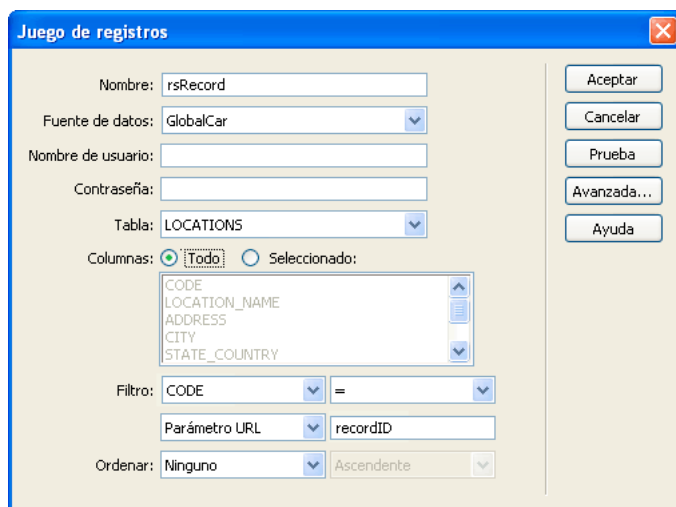 Juego de registros
Nombre: rsRecord
Aceptar
Fuente de datos: GlobalCar
Cancelar
Nombre de usuario:
Prueba
Contraseña:
Avanzada...
Tabla: LOCATIONS
Ayuda
Columnas: Todo Seleccionado:
CODE
LOCATION_NAME
ADDRESS
CITY
STATE_COUNTRY
Filtro: CODE =
Parámetro URL recordID
Ordenar: Ninguno Ascendente